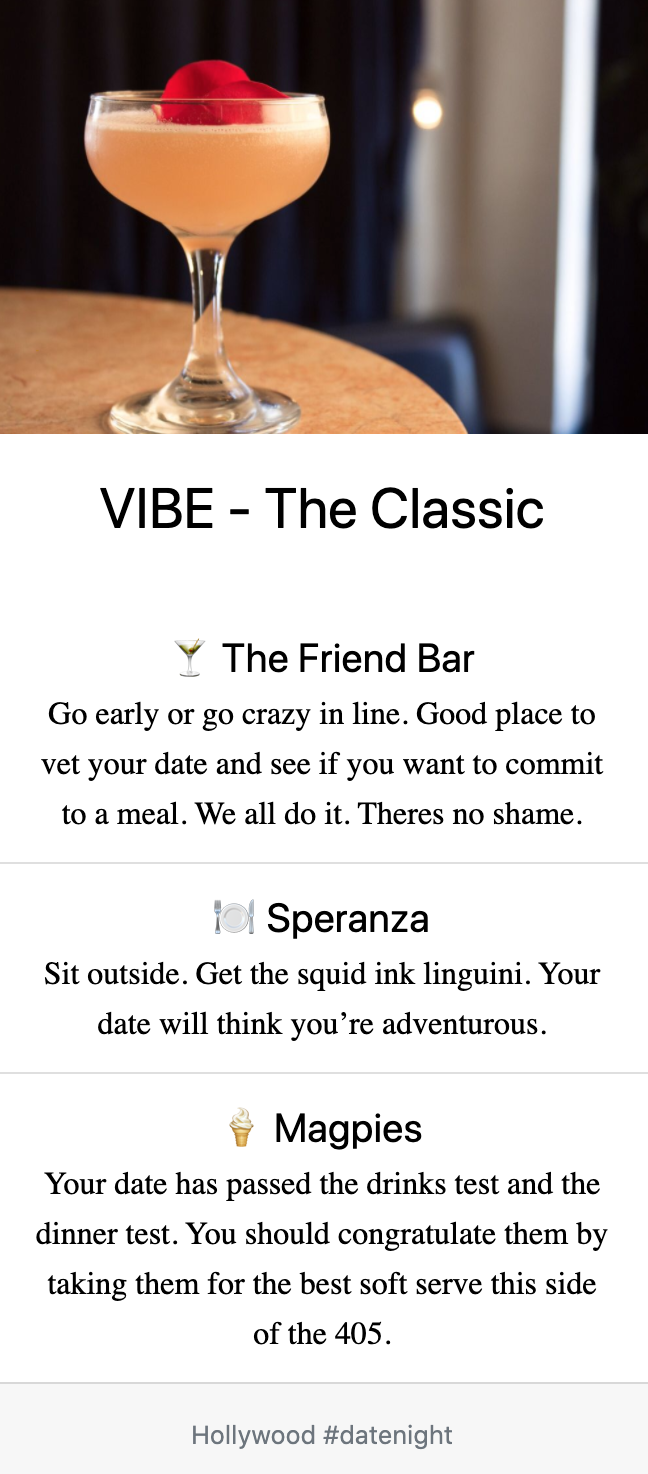 VIBE - The Classic
🍸 The Friend Bar
Go early or go crazy in line. Good place to
vet your date and see if you want to commit
to a meal. We all do it. Theres no shame.
🍽️ Speranza
Sit outside. Get the squid ink linguini. Your
date will think you’re adventurous.
🍦 Magpies
Your date has passed the drinks test and the
dinner test. You should congratulate them by
taking them for the best soft serve this side
of the 405.
Hollywood #datenight